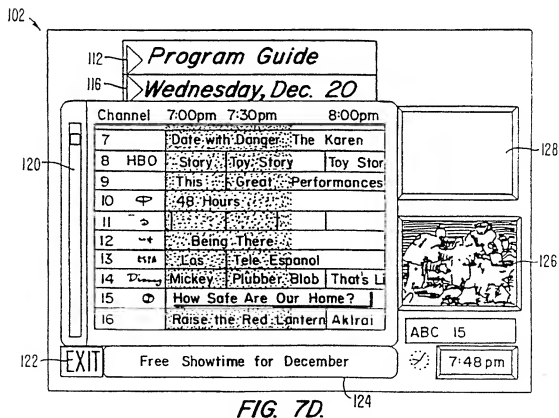 102
112
Program Guide
116
Wednesday, Dec. 20
Channel 7:00pm 7:30pm 8:00pm
120
128
7 Date with Danger The Karen
8 HBO Story Toy Story Toy Stor
9 This Great Performances
10 48 Hours
11
12 Being There
13 Las Tele Espanol
14 Mickey Plubber Blob That's Li
126
15 How Safe Are Our Home?
16 Raise the Red Lantern Akirai
ABC 15
122
EXIT
Free Showtime for December
7:48pm
124
FIG. 7D.